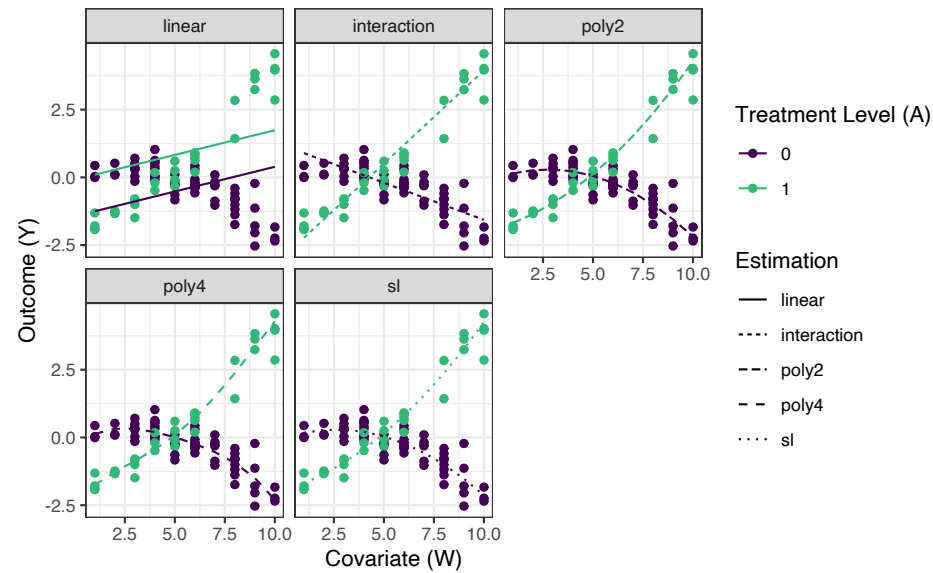 linear
interaction
poly2
2.5
0.0
-2.5
2.5 5.0 7.5 10.0
poly4
sl
2.5
0.0
-2.5
2.5 5.0 7.5 10.0
2.5 5.0 7.5 10.0
Covariate (W)
Outcome (Y)
Treatment Level (A)
0
1
Estimation
linear
interaction
poly2
poly4
sl